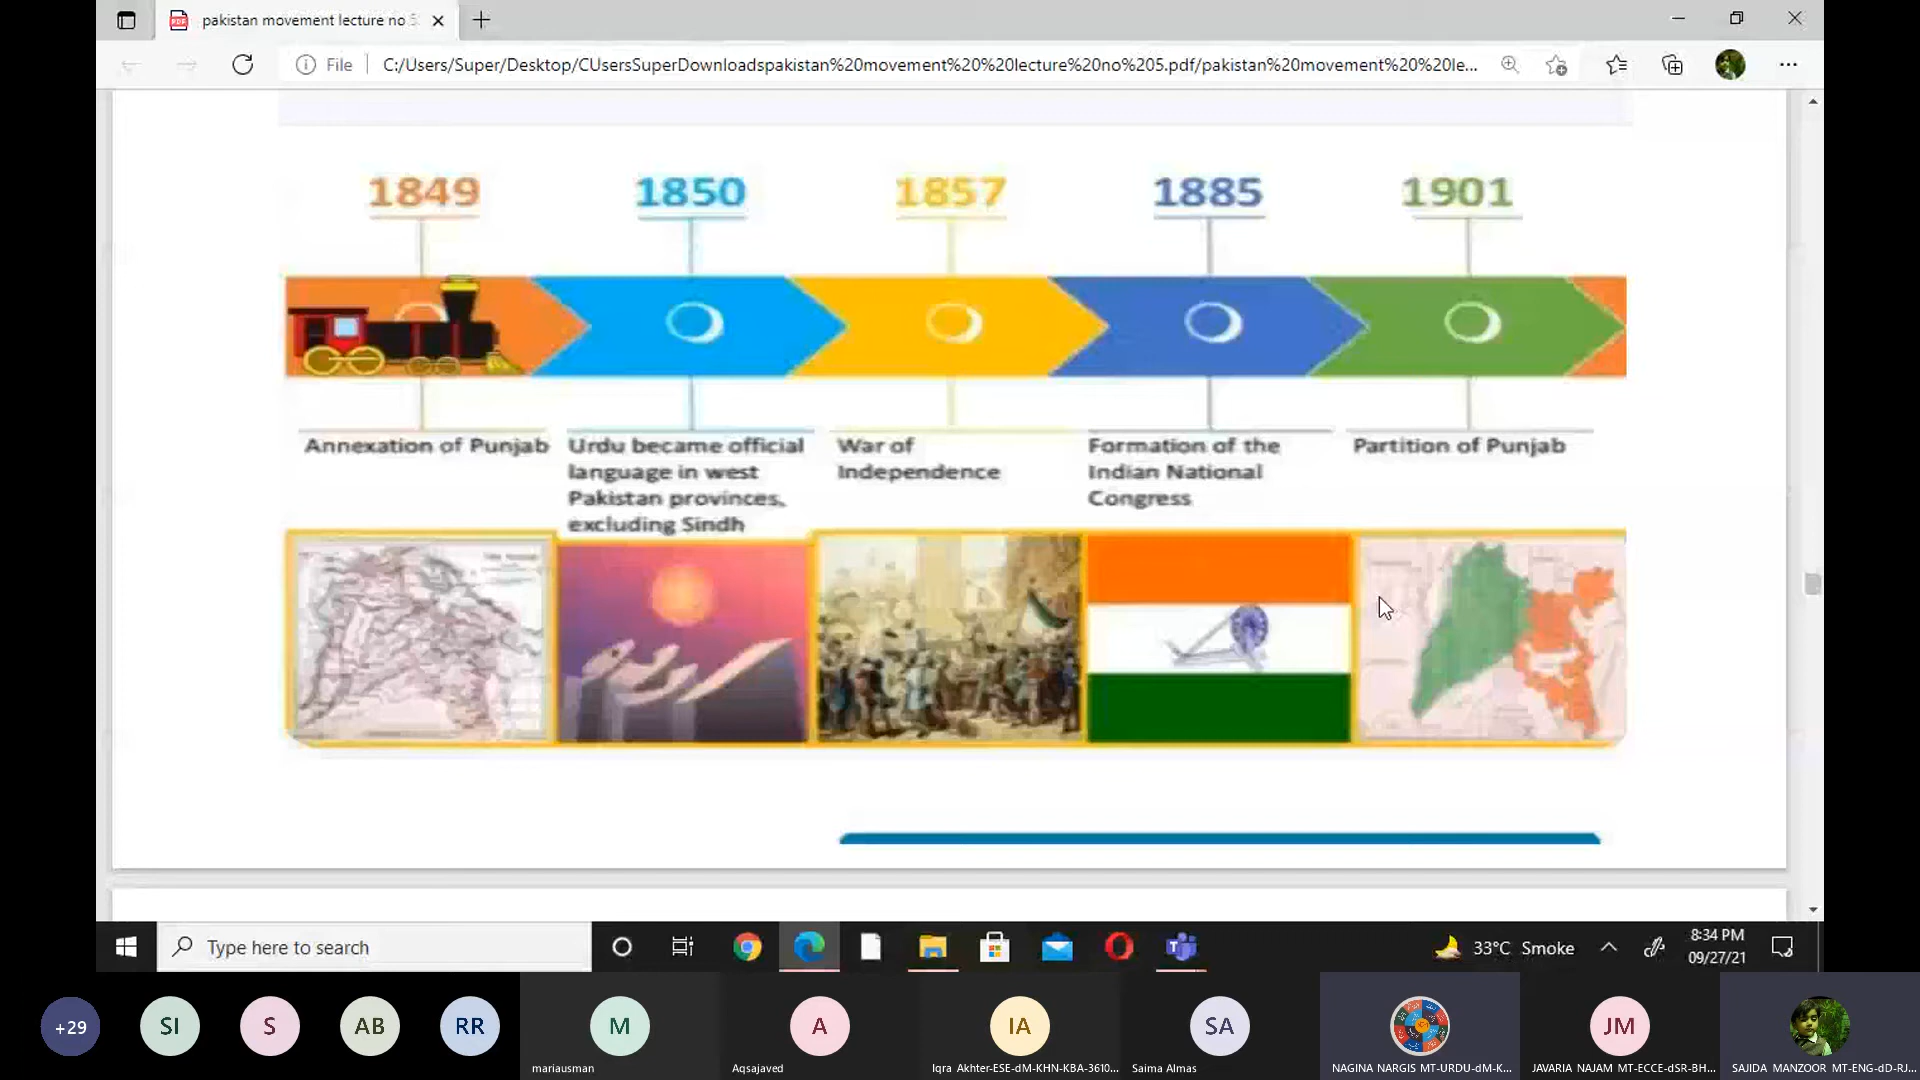 pakistan movement lecture no 5
File
C:/Users/Super/Desktop/CUsersSuperDownloadspakistan%20movement%20%20lecture%20no%205.pdf/pakistan%20movement%20%20le...
1849
1850
1857
1885
1901
Annexation of Punjab
Urdu became official
language in west
Pakistan provinces,
excluding Sindh
War of
Independence
Formation of the
Indian National
Congress
Partition of Punjab
Type here to search
33°C Smoke
8:34 PM
09/27/21
+29
SI
S
AB
RR
M
A
IA
SA
JM
mariausman
Aqsajaved
Iqra Akhter-ESE-dM-KHN-KBA-3610...
Saima Almas
NAGINA NARGIS MT-URDU-dM-K...
JAVARIA NAJAM MT-ECCE-dSR-BH...
SAJIDA MANZOOR MT-ENG-dD-RJ...